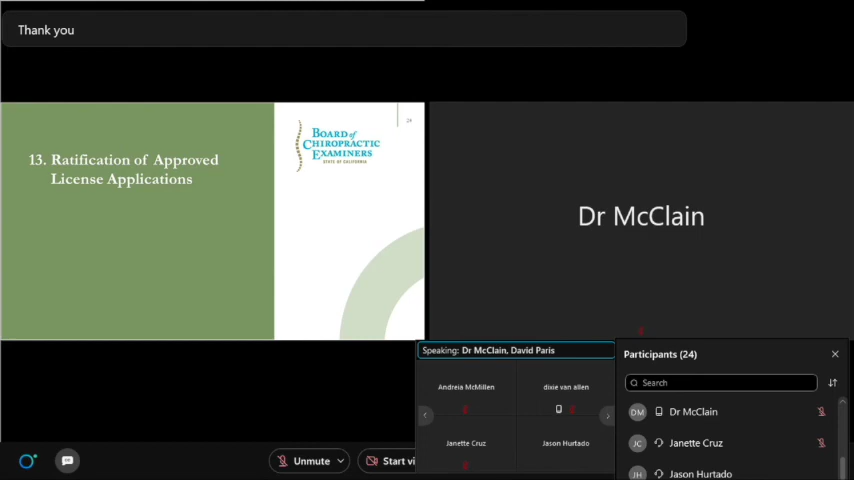 Thank you
13. Ratification of Approved
License Applications
24
BOARD of
CHIROPRACTIC
EXAMINERS
STATE OF CALIFORNIA
Dr McClain
Speaking: Dr McClain, David Paris
Andreia McMillen
dixie van allen
Janette Cruz
Jason Hurtado
Participants (24)
Search
DM Dr McClain
JC Janette Cruz
JH Jason Hurtado
Unmute
Start vi